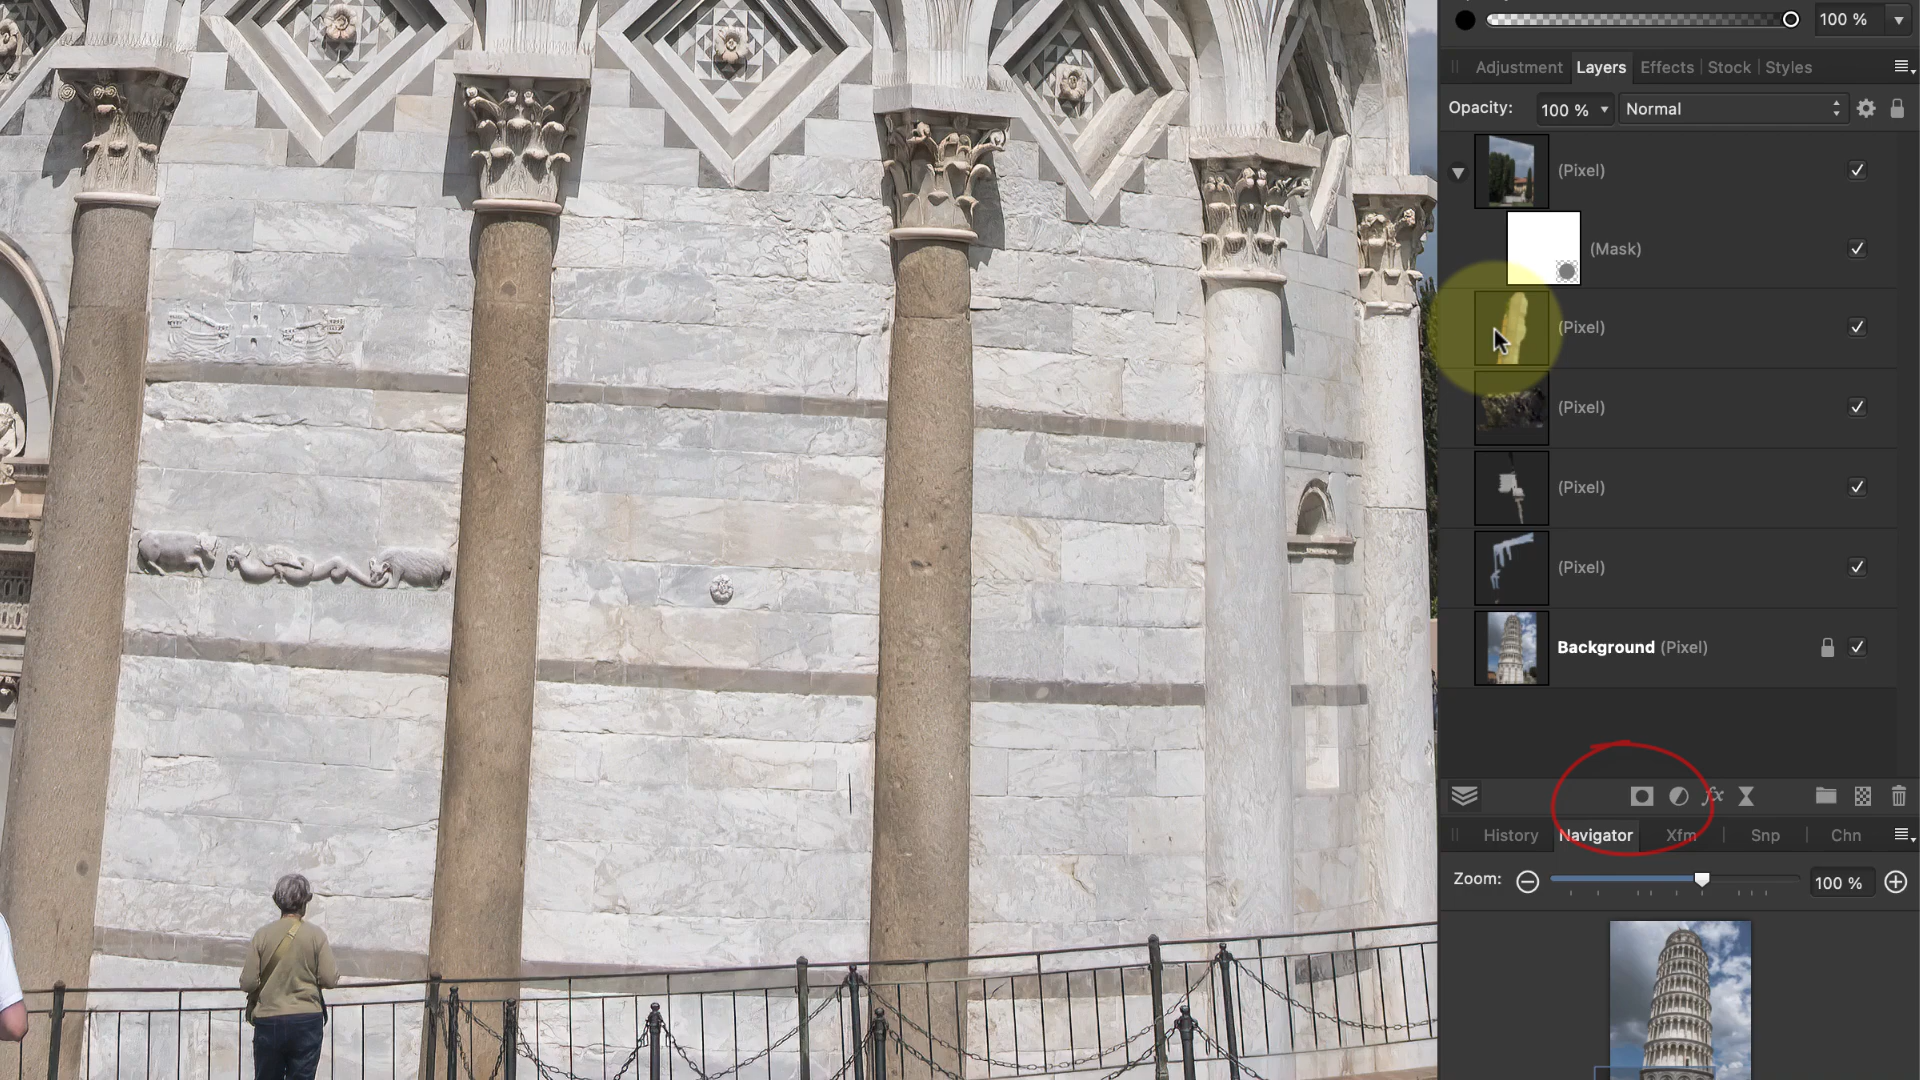 100 %
Adjustment Layers Effects Stock Styles
Opacity: 100 % Normal
(Pixel)
(Mask)
(Pixel)
(Pixel)
(Pixel)
(Pixel)
Background (Pixel)
fx
History Navigator Xfm Snp Chn
Zoom: 100 %